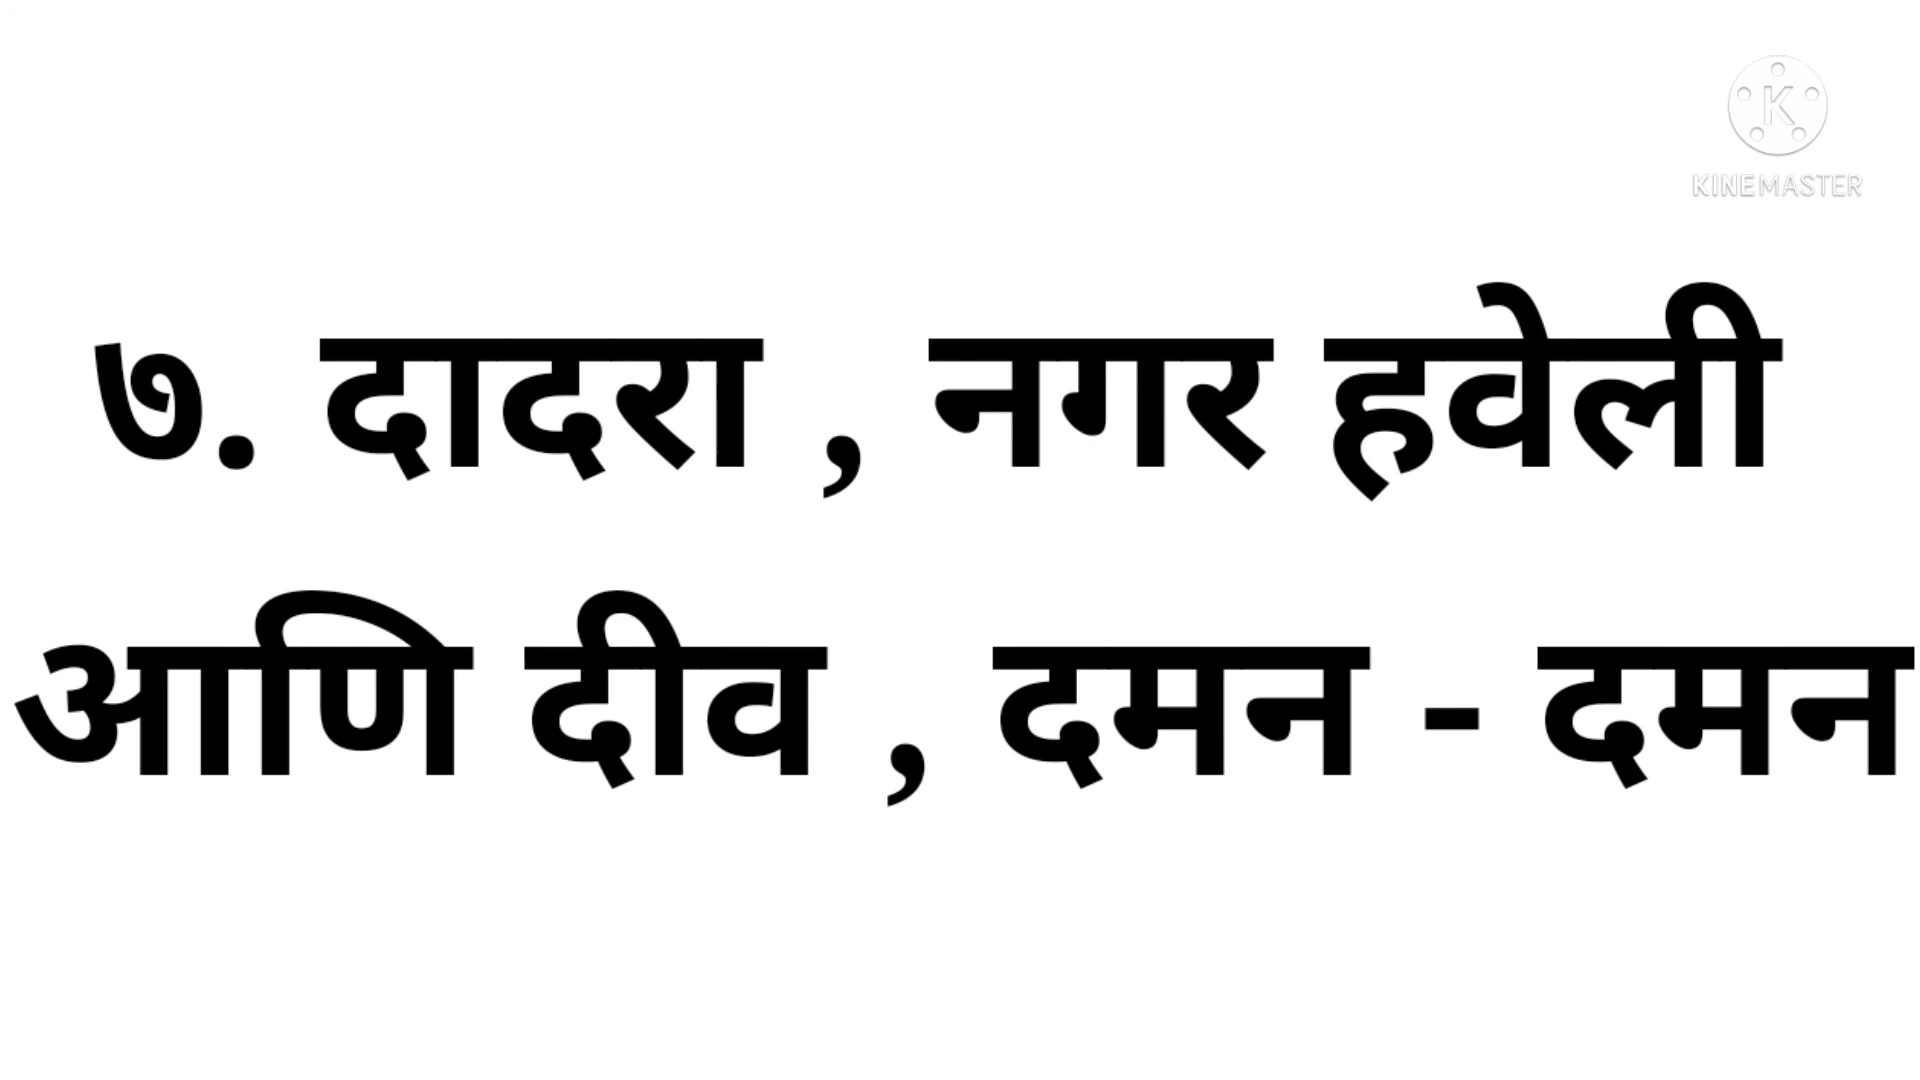 KINEMASTER
७. दादरा , नगर हवेली
आणि दीव , दमन - दमन